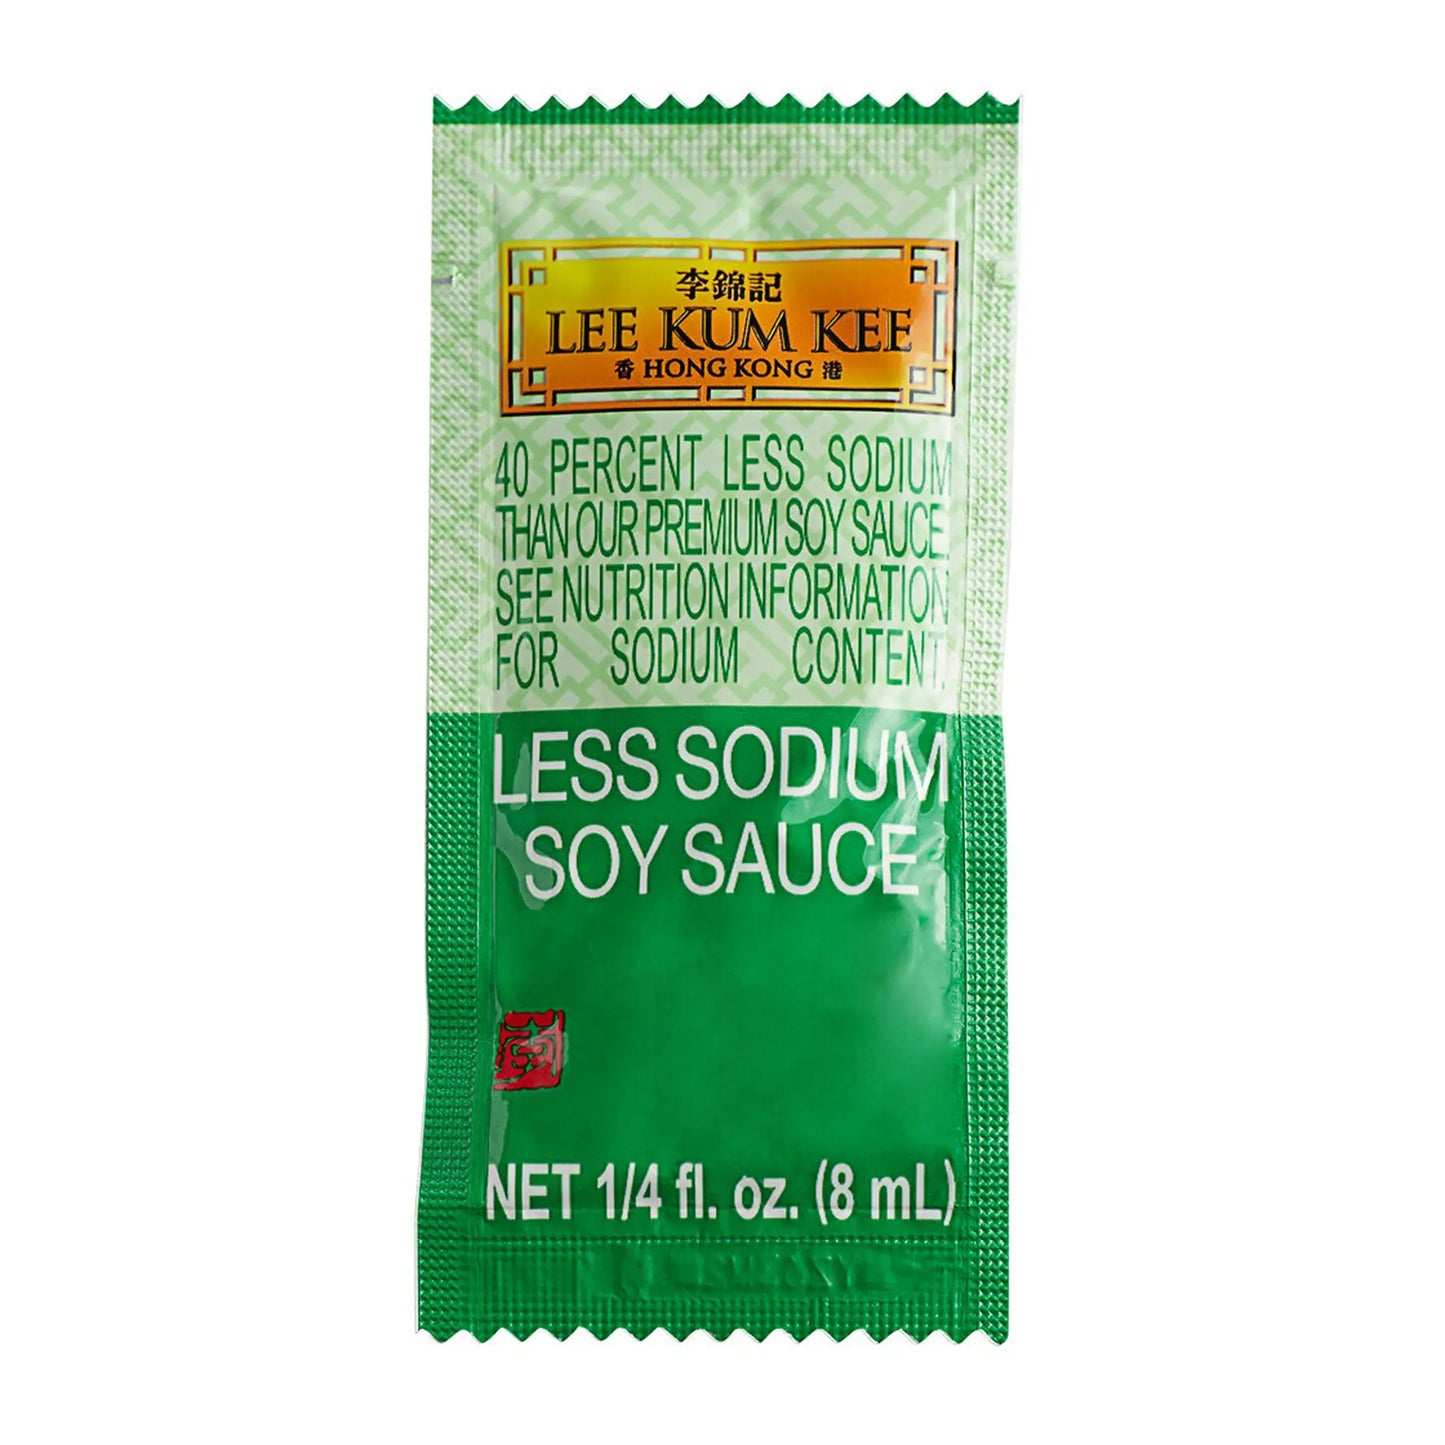 李錦記
LEE KUM KEE
香 HONG KONG 港
40 PERCENT LESS SODIUM
THAN OUR PREMIUM SOY SAUCE.
SEE NUTRITION INFORMATION
FOR SODIUM CONTENT.
LESS SODIUM
SOY SAUCE
NET 1/4 fl. oz. (8 mL)